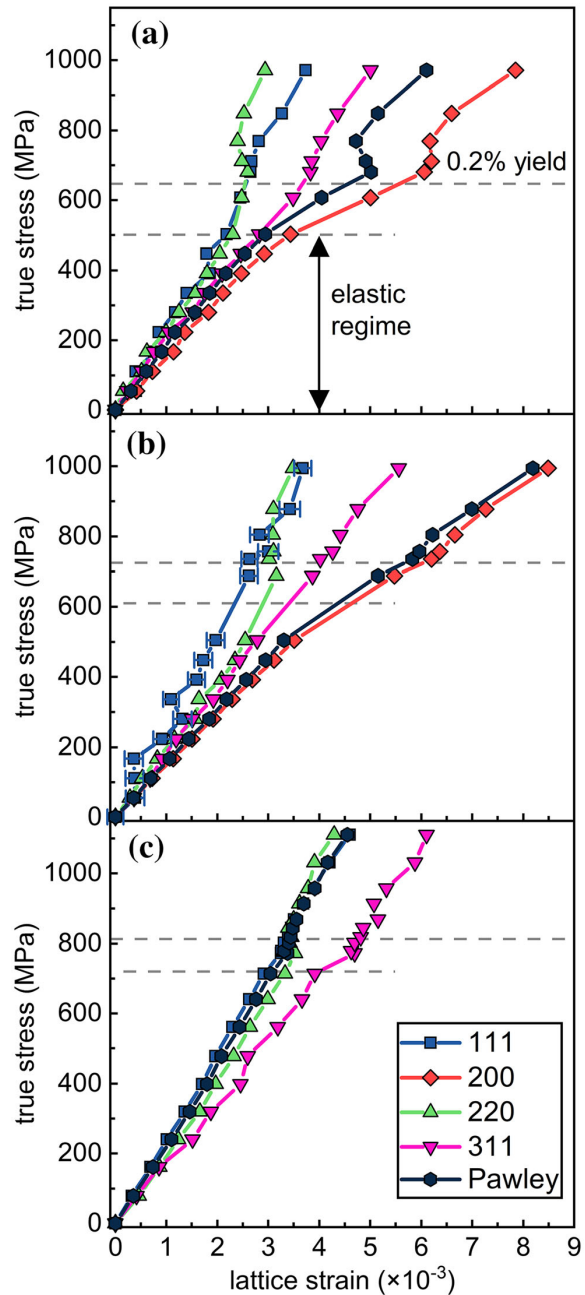 (a)
1000
800
0.2% yield
600
true stress (MPa)
400
elastic
regime
200
0
(b)
1000
800
true stress (MPa)
600
400
200
0
(c)
1000
800
true stress (MPa)
600
400
200
0
111
200
220
311
Pawley
0 1 2 3 4 5 6 7 8 9
lattice strain (×10⁻³)